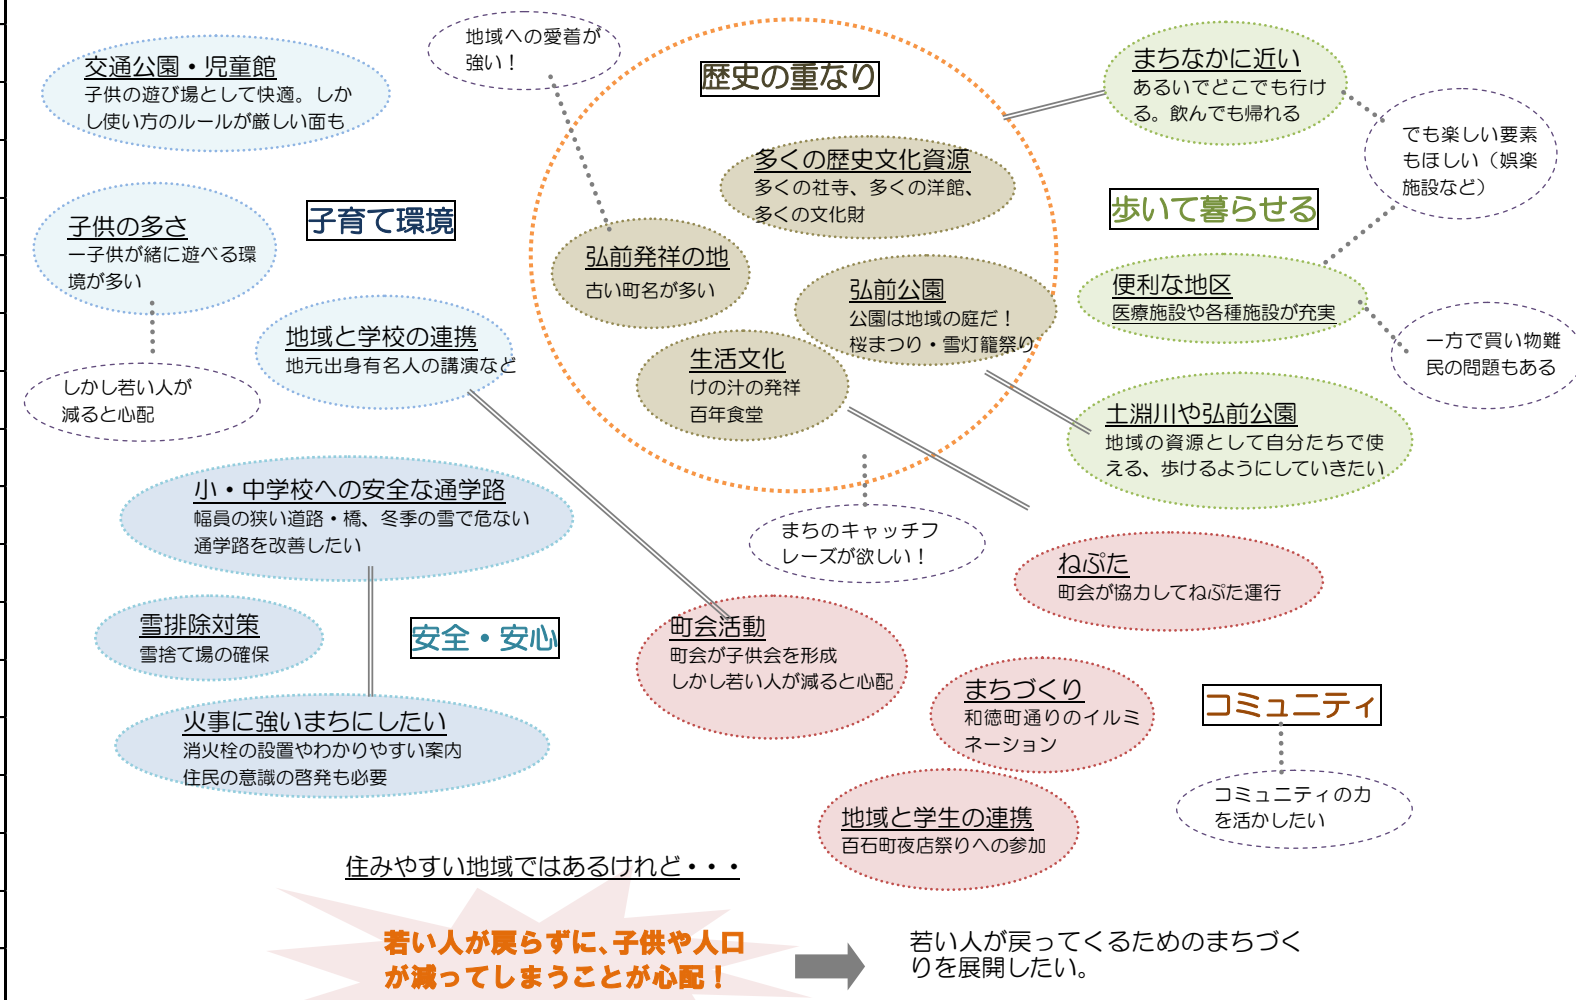 交通公園・児童館
子供の遊び場として快適。しか
し使い方のルールが厳しい面も
地域への愛着が
強い！
歴史の重なり
まちなかに近い
あるいでどこでも行け
る。飲んでも帰れる
でも楽しい要素
もほしい（娯楽
施設など）
多くの歴史文化資源
多くの社寺、多くの洋館、
多くの文化財
子供の多さ
一子供が緒に遊べる環
境が多い
子育て環境
歩いて暮らせる
弘前発祥の地
古い町名が多い
弘前公園
公園は地域の庭だ！
桜まつり・雪灯籠祭り
便利な地区
医療施設や各種施設が充実
一方で買い物難
民の問題もある
地域と学校の連携
地元出身有名人の講演など
生活文化
けの汁の発祥
百年食堂
しかし若い人が
減ると心配
土淵川や弘前公園
地域の資源として自分たちで使
える、歩けるようにしていきたい
小・中学校への安全な通学路
幅員の狭い道路・橋、冬季の雪で危ない
通学路を改善したい
まちのキャッチフ
レーズが欲しい！
ねぷた
町会が協力してねぷた運行
雪排除対策
雪捨て場の確保
安全・安心
町会活動
町会が子供会を形成
しかし若い人が減ると心配
まちづくり
和徳町通りのイルミ
ネーション
コミュニティ
火事に強いまちにしたい
消火栓の設置やわかりやすい案内
住民の意識の啓発も必要
コミュニティの力
を活かしたい
地域と学生の連携
百石町夜店祭りへの参加
住みやすい地域ではあるけれど・・・
若い人が戻らずに、子供や人口
が減ってしまうことが心配！
若い人が戻ってくるためのまちづく
りを展開したい。